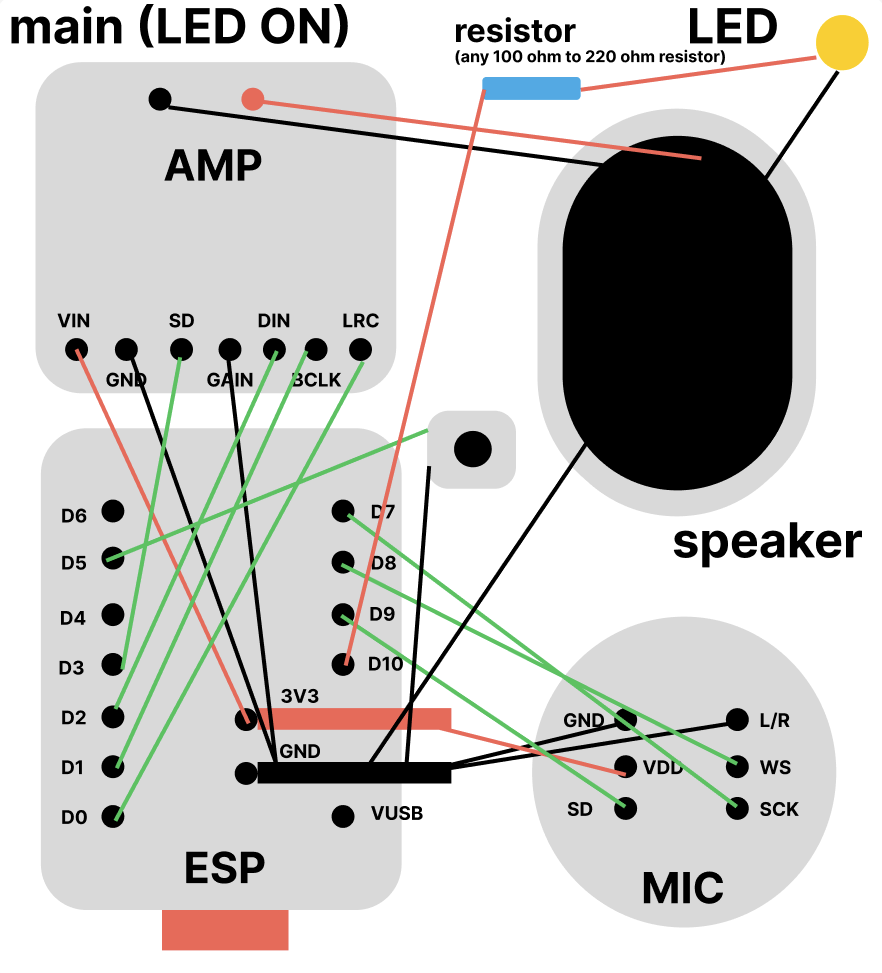 main (LED ON)
resistor
(any 100 ohm to 220 ohm resistor)
LED
AMP
VIN
SD
DIN
LRC
GND
GAIN
BCLK
D6
D7
D5
D8
D4
D9
D3
D10
3V3
D2
GND
D1
D0
VUSB
ESP
speaker
GND
L/R
VDD
WS
SD
SCK
MIC